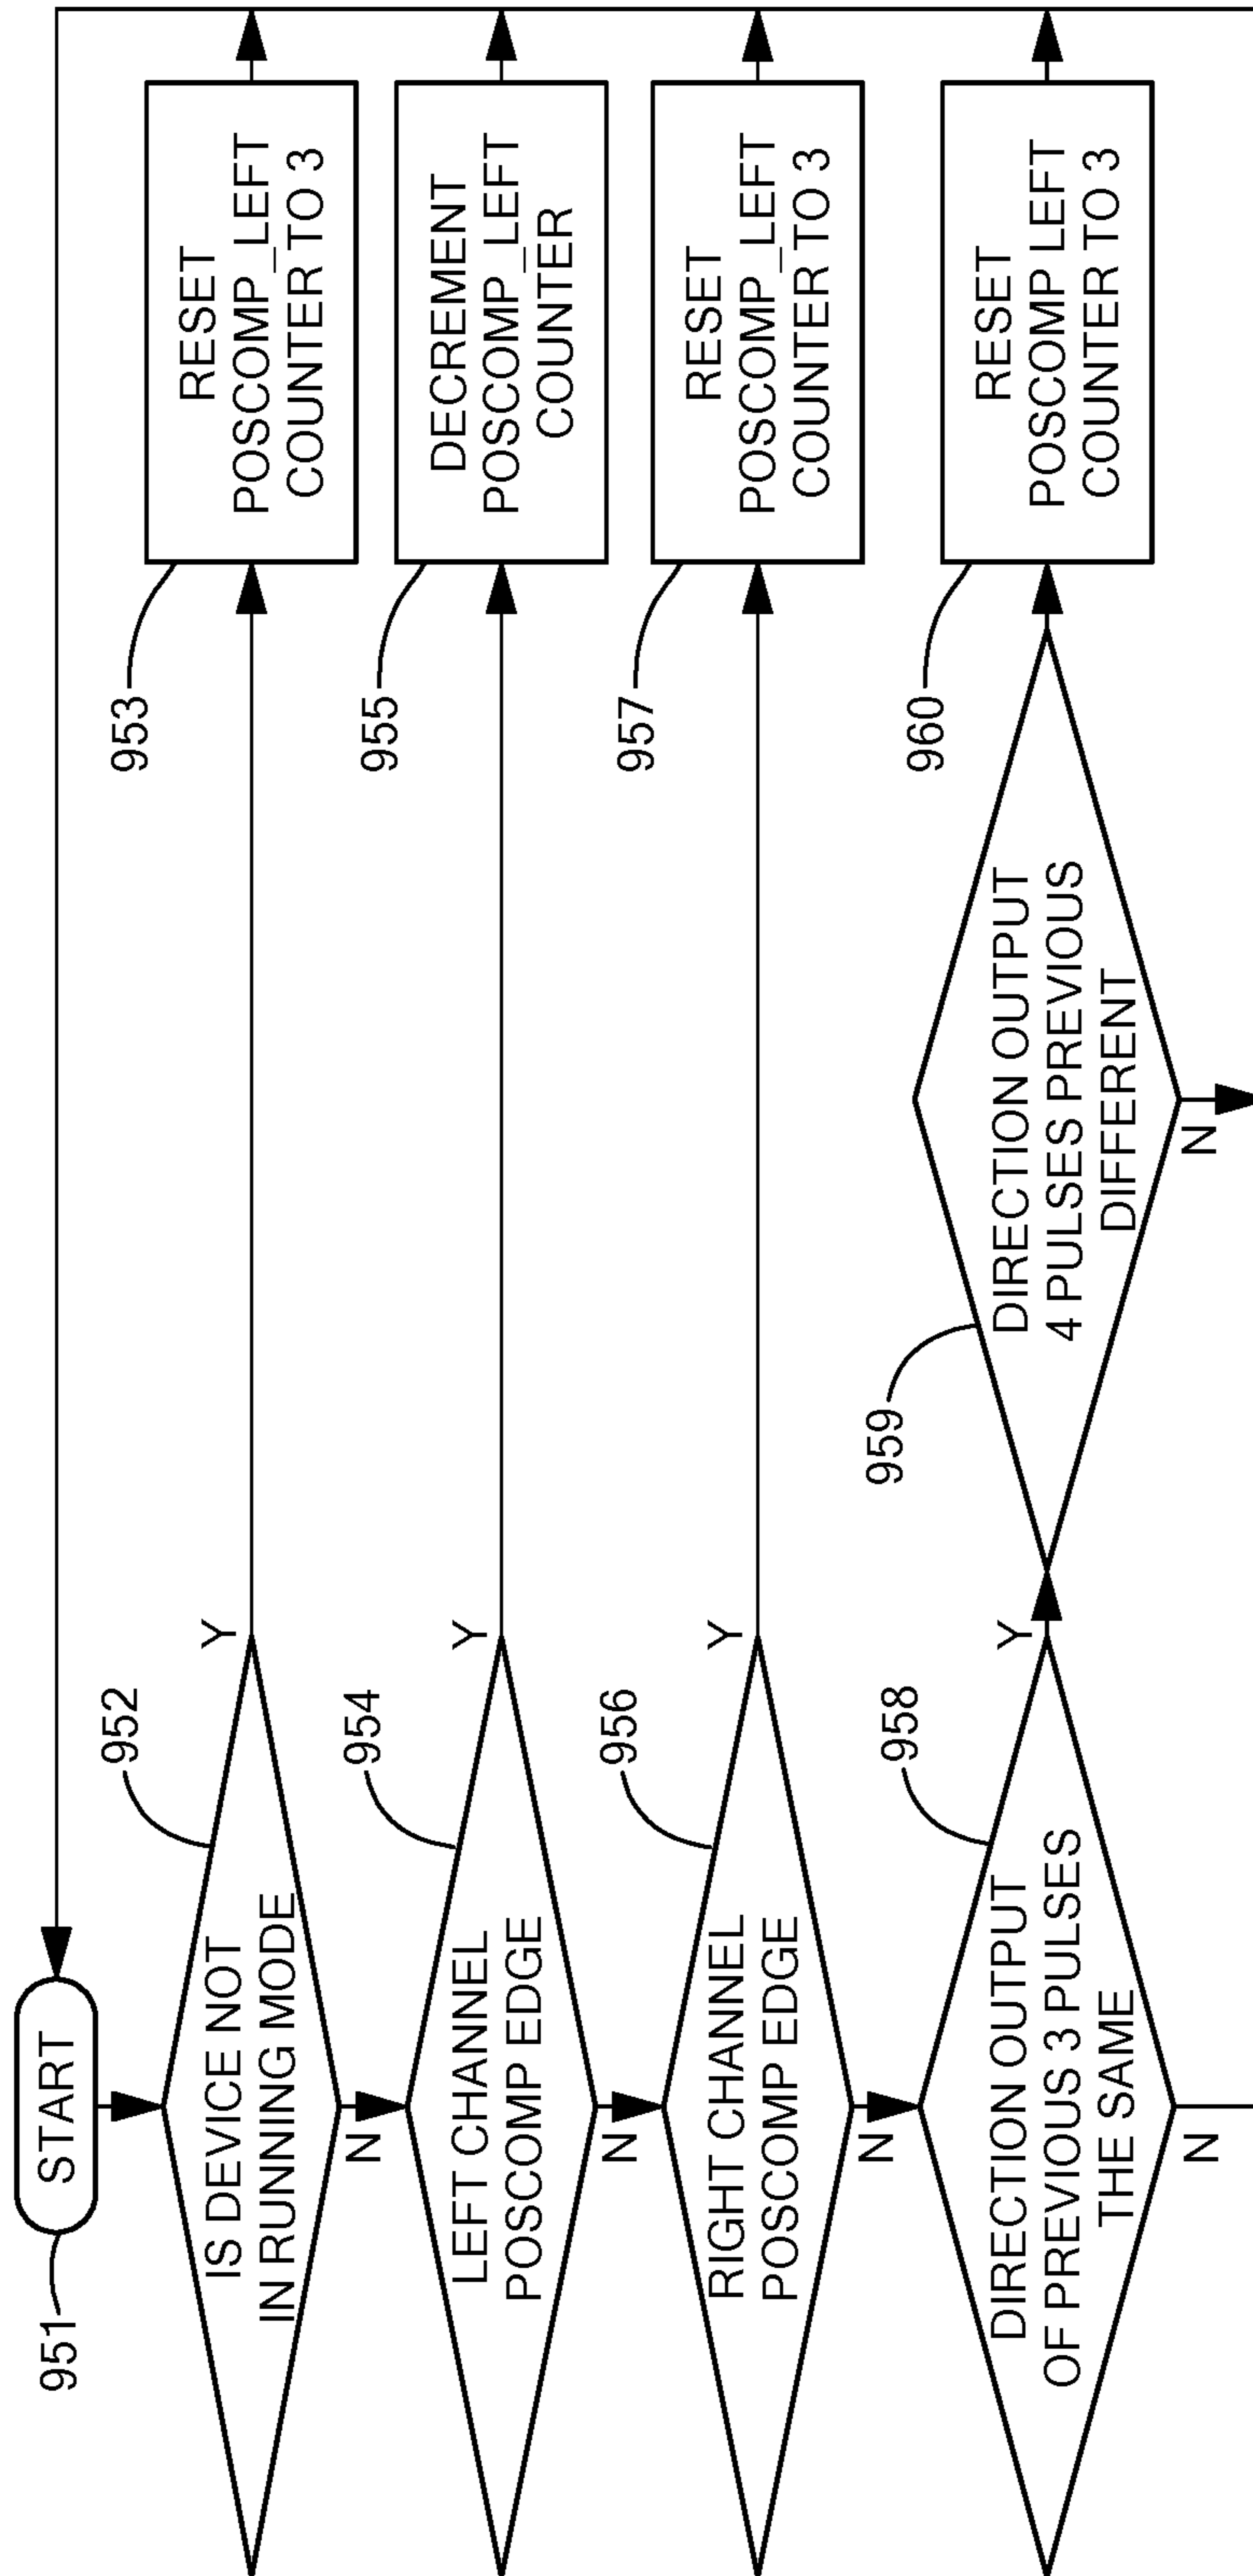 START
951
IS DEVICE NOT
IN RUNNING MODE
952
Y
N
RESET
POSCOMP_LEFT
COUNTER TO 3
953
LEFT CHANNEL
POSCOMP EDGE
954
Y
N
DECREMENT
POSCOMP_LEFT
COUNTER
955
RIGHT CHANNEL
POSCOMP EDGE
956
Y
N
RESET
POSCOMP_LEFT
COUNTER TO 3
957
DIRECTION OUTPUT
OF PREVIOUS 3 PULSES
THE SAME
958
Y
N
DIRECTION OUTPUT
4 PULSES PREVIOUS
DIFFERENT
959
N
RESET
POSCOMP LEFT
COUNTER TO 3
960